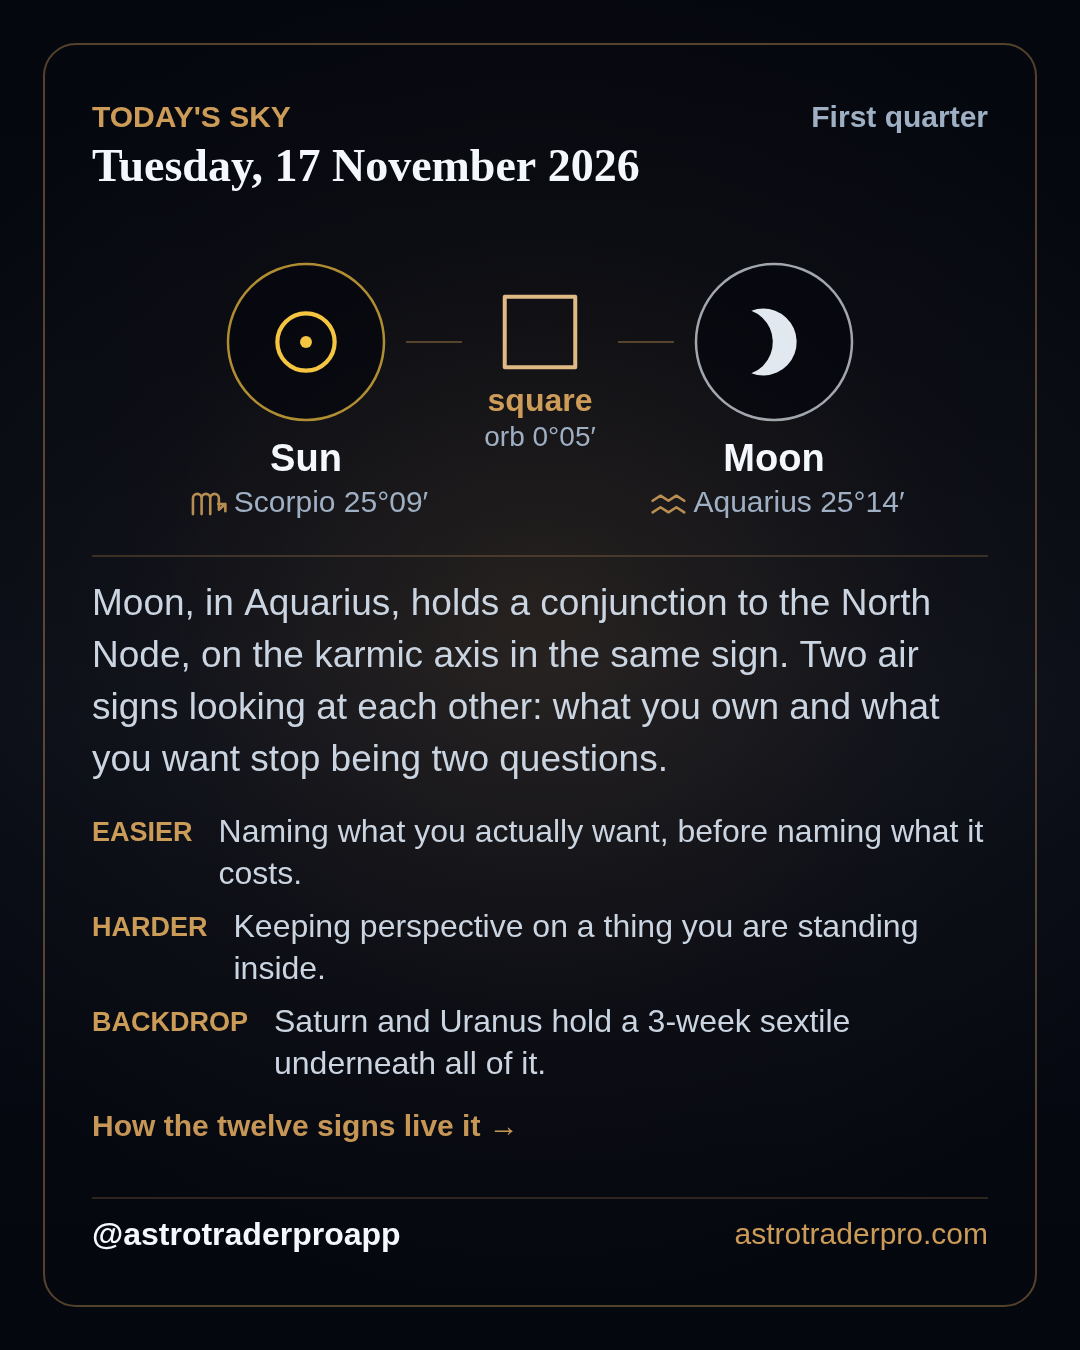 TODAY'S SKY
First quarter
Tuesday, 17 November 2026
square
orb 0°05′
Sun
Moon
Scorpio 25°09′
Aquarius 25°14′
Moon, in Aquarius, holds a conjunction to the North
Node, on the karmic axis in the same sign. Two air
signs looking at each other: what you own and what
you want stop being two questions.
EASIER Naming what you actually want, before naming what it
costs.
HARDER Keeping perspective on a thing you are standing
inside.
BACKDROP Saturn and Uranus hold a 3-week sextile
underneath all of it.
How the twelve signs live it →
@astrotraderproapp
astrotraderpro.com